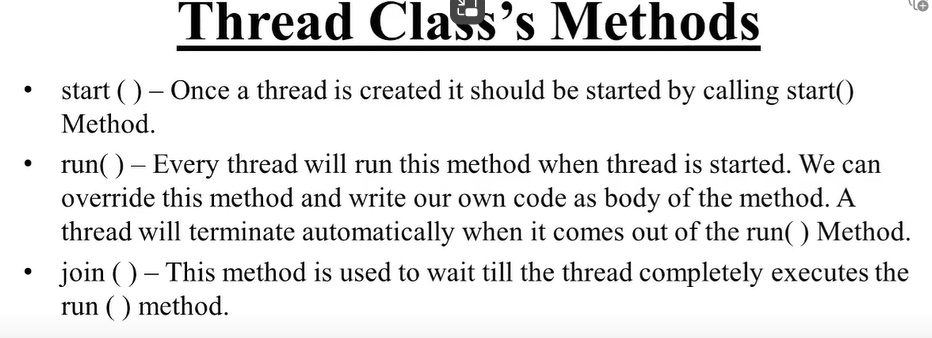 Thread Class's Methods
• start ( ) – Once a thread is created it should be started by calling start()
Method.
• run( ) – Every thread will run this method when thread is started. We can
override this method and write our own code as body of the method. A
thread will terminate automatically when it comes out of the run( ) Method.
• join ( ) – This method is used to wait till the thread completely executes the
run ( ) method.